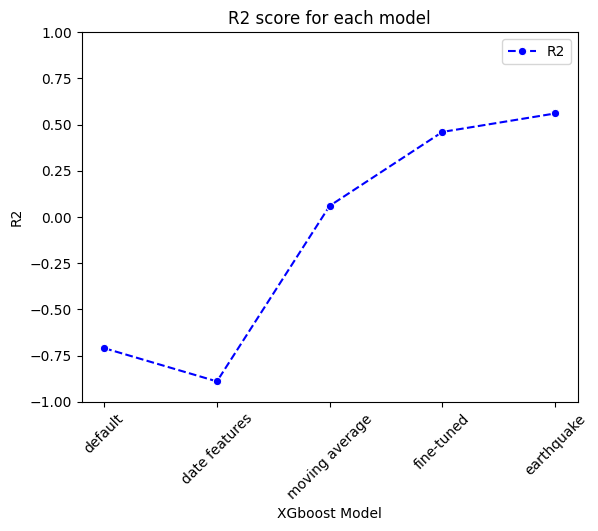 R2 score for each model
R2
1.00
0.75
0.50
0.25
0.00
−0.25
−0.50
−0.75
−1.00
R2
default
date features
moving average
fine-tuned
earthquake
XGboost Model